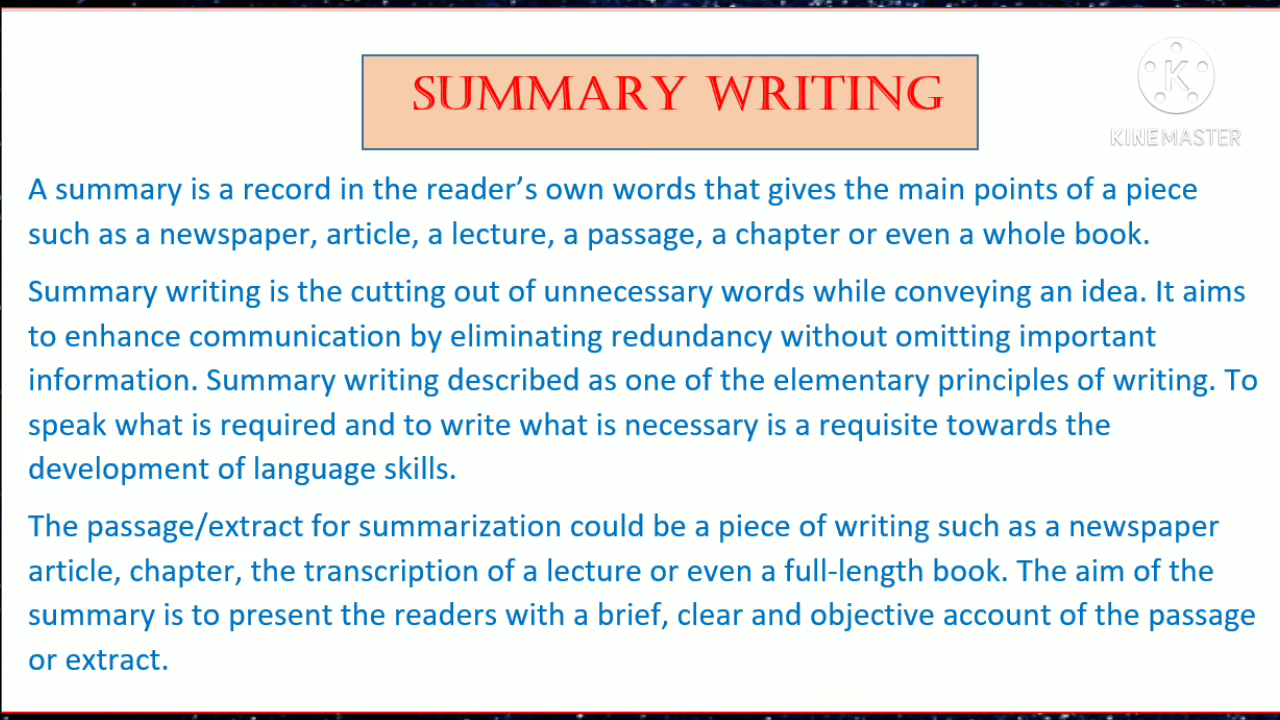 SUMMARY WRITING
K
KINEMASTER
A summary is a record in the reader's own words that gives the main points of a piece
such as a newspaper, article, a lecture, a passage, a chapter or even a whole book.
Summary writing is the cutting out of unnecessary words while conveying an idea. It aims
to enhance communication by eliminating redundancy without omitting important
information. Summary writing described as one of the elementary principles of writing. To
speak what is required and to write what is necessary is a requisite towards the
development of language skills.
The passage/extract for summarization could be a piece of writing such as a newspaper
article, chapter, the transcription of a lecture or even a full-length book. The aim of the
summary is to present the readers with a brief, clear and objective account of the passage
or extract.